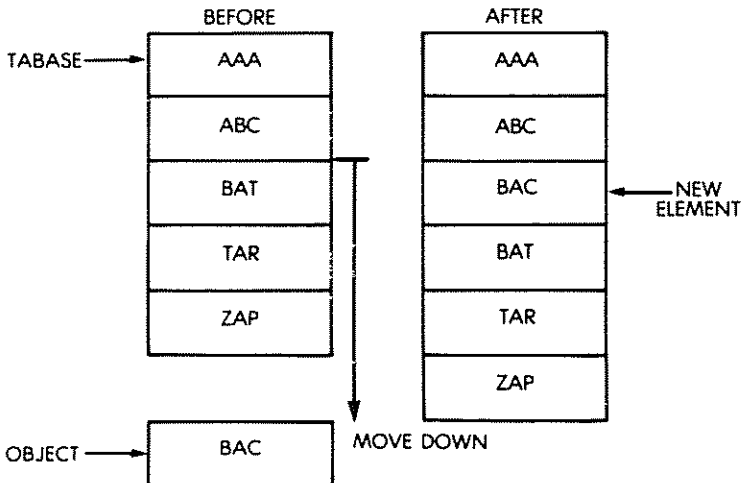 BEFORE
TABASE
AAA
ABC
BAT
TAR
ZAP
MOVE DOWN
OBJECT
BAC
AFTER
AAA
ABC
BAC
NEW
ELEMENT
BAT
TAR
ZAP